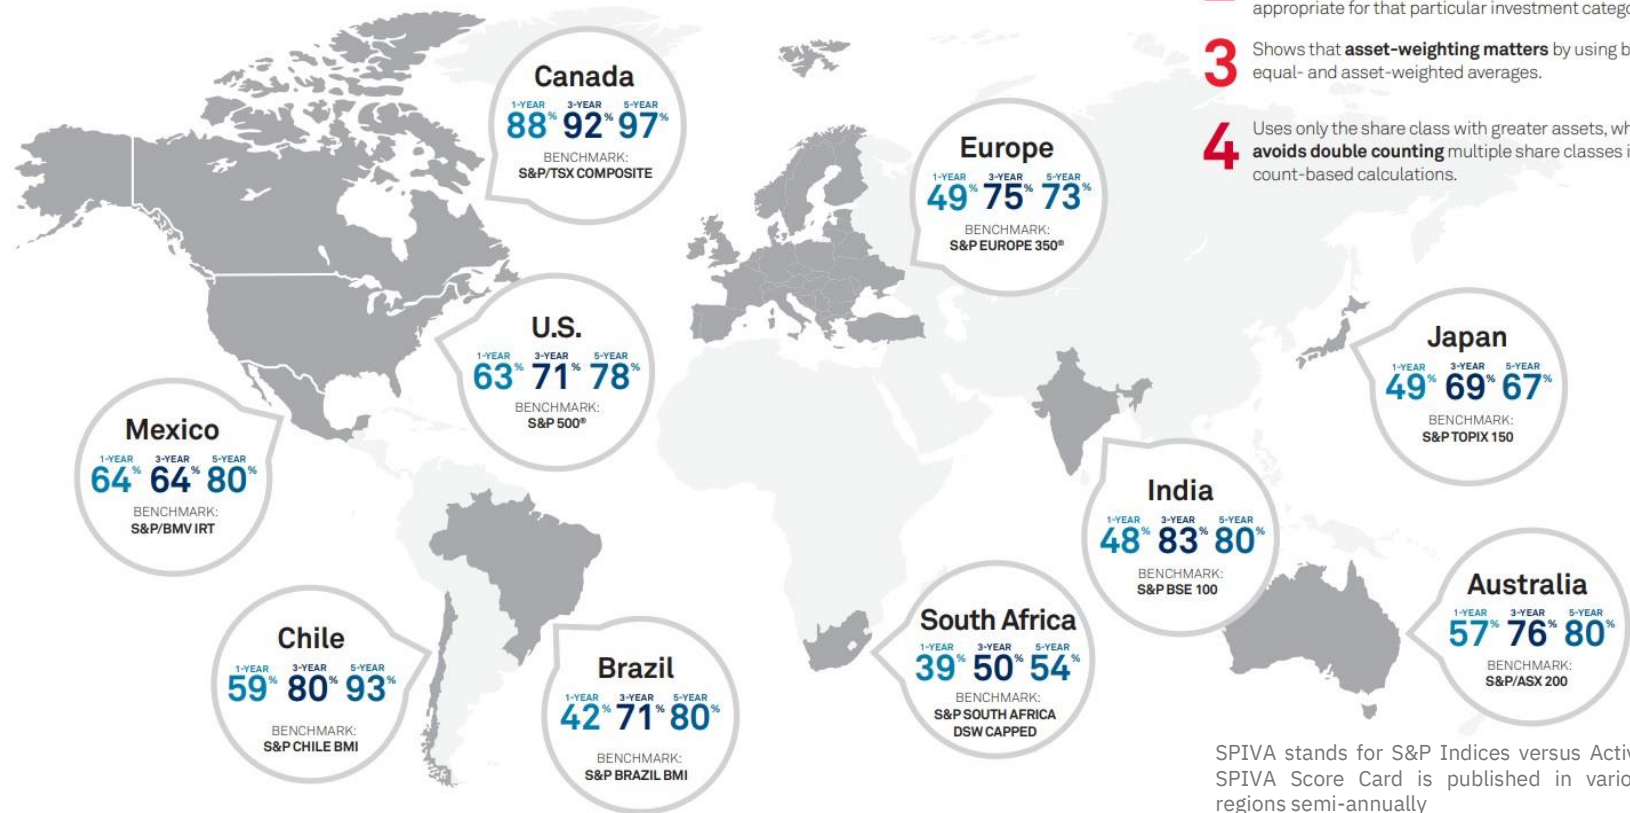 appropriate for that particular investment
3
Shows that asset-weighting matters by using
equal- and asset-weighted averages.
4
Uses only the share class with greater assets,
avoids double counting multiple share classes
count-based calculations.
Canada
1-YEAR 3-YEAR 5-YEAR
88% 92% 97%
BENCHMARK:
S&P/TSX COMPOSITE
Europe
1-YEAR 3-YEAR 5-YEAR
49% 75% 73%
BENCHMARK:
S&P EUROPE 350®
U.S.
1-YEAR 3-YEAR 5-YEAR
63% 71% 78%
BENCHMARK:
S&P 500®
Japan
1-YEAR 3-YEAR 5-YEAR
49% 69% 67%
BENCHMARK:
S&P TOPIX 150
Mexico
1-YEAR 3-YEAR 5-YEAR
64% 64% 80%
BENCHMARK:
S&P/BMV IRT
India
1-YEAR 3-YEAR 5-YEAR
48% 83% 80%
BENCHMARK:
S&P BSE 100
Chile
1-YEAR 3-YEAR 5-YEAR
59% 80% 93%
BENCHMARK:
S&P CHILE BMI
Brazil
1-YEAR 3-YEAR 5-YEAR
42% 71% 80%
BENCHMARK:
S&P BRAZIL BMI
South Africa
1-YEAR 3-YEAR 5-YEAR
39% 50% 54%
BENCHMARK:
S&P SOUTH AFRICA
DSW CAPPED
Australia
1-YEAR 3-YEAR 5-YEAR
57% 76% 80%
BENCHMARK:
S&P/ASX 200
SPIVA stands for S&P Indices versus
SPIVA Score Card is published in
regions semi-annually